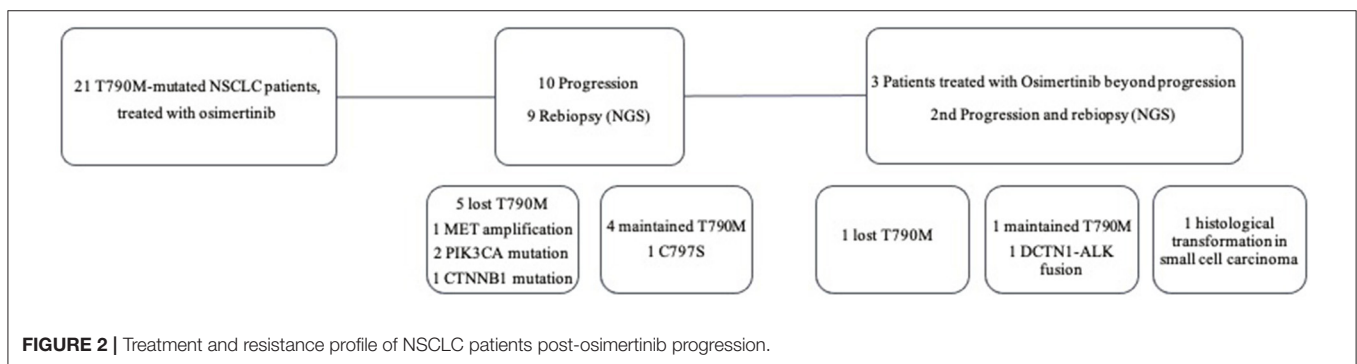 21 T790M-mutated NSCLC patients,
treated with osimertinib
10 Progression
9 Rebiopsy (NGS)
3 Patients treated with Osimertinib beyond progression
2nd Progression and rebiopsy (NGS)
5 lost T790M
1 MET amplification
2 PIK3CA mutation
1 CTNNB1 mutation
4 maintained T790M
1 C797S
1 lost T790M
1 maintained T790M
1 DCTN1-ALK
fusion
1 histological
transformation in
small cell carcinoma
FIGURE 2 | Treatment and resistance profile of NSCLC patients post-osimertinib progression.